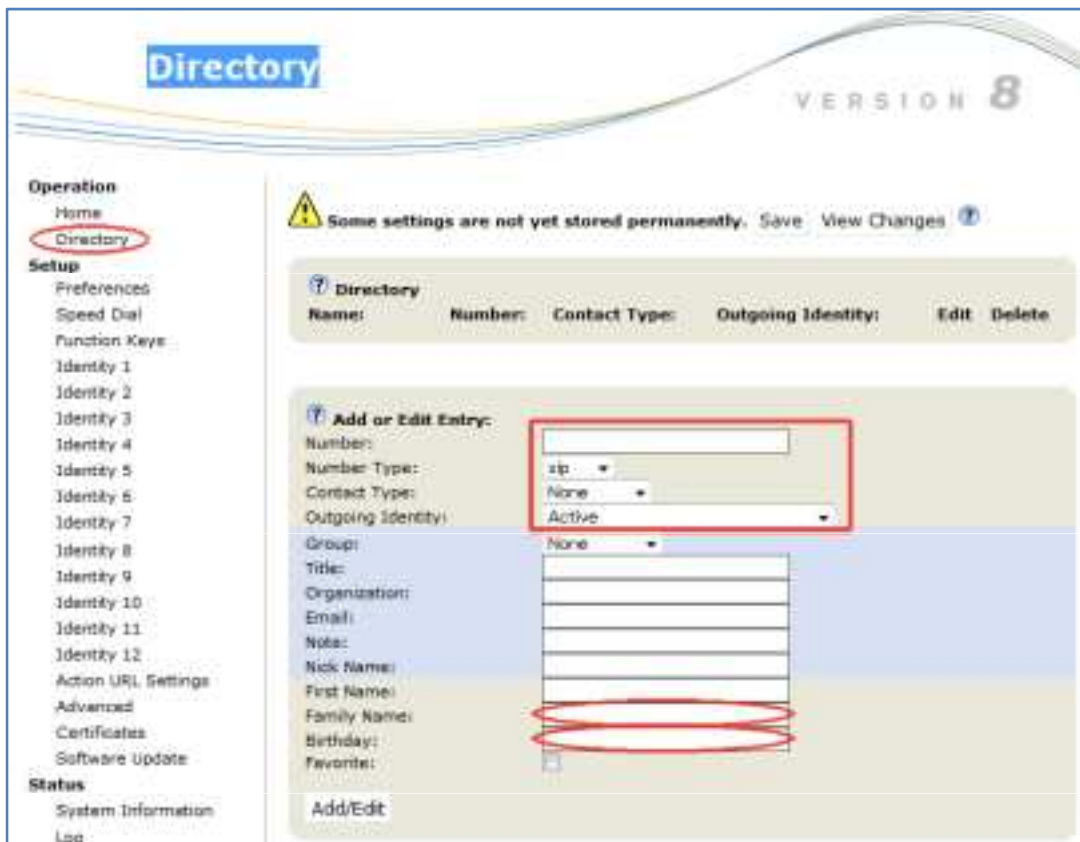 Directory
VERSION 8
Operation
Home
Directory
Setup
Preferences
Speed Dial
Function Keys
Identity 1
Identity 2
Identity 3
Identity 4
Identity 5
Identity 6
Identity 7
Identity 8
Identity 9
Identity 10
Identity 11
Identity 12
Action URL Settings
Advanced
Certificates
Software Update
Status
System Information
Log
Some settings are not yet stored permanently. Save View Changes ?
? Directory
Name: Number: Contact Type: Outgoing Identity: Edit Delete
? Add or Edit Entry:
Number:
Number Type: sip
Contact Type: None
Outgoing Identity: Active
Group: None
Title:
Organization:
Email:
Note:
Nick Name:
First Name:
Family Name:
Birthday:
Favorite:
Add/Edit